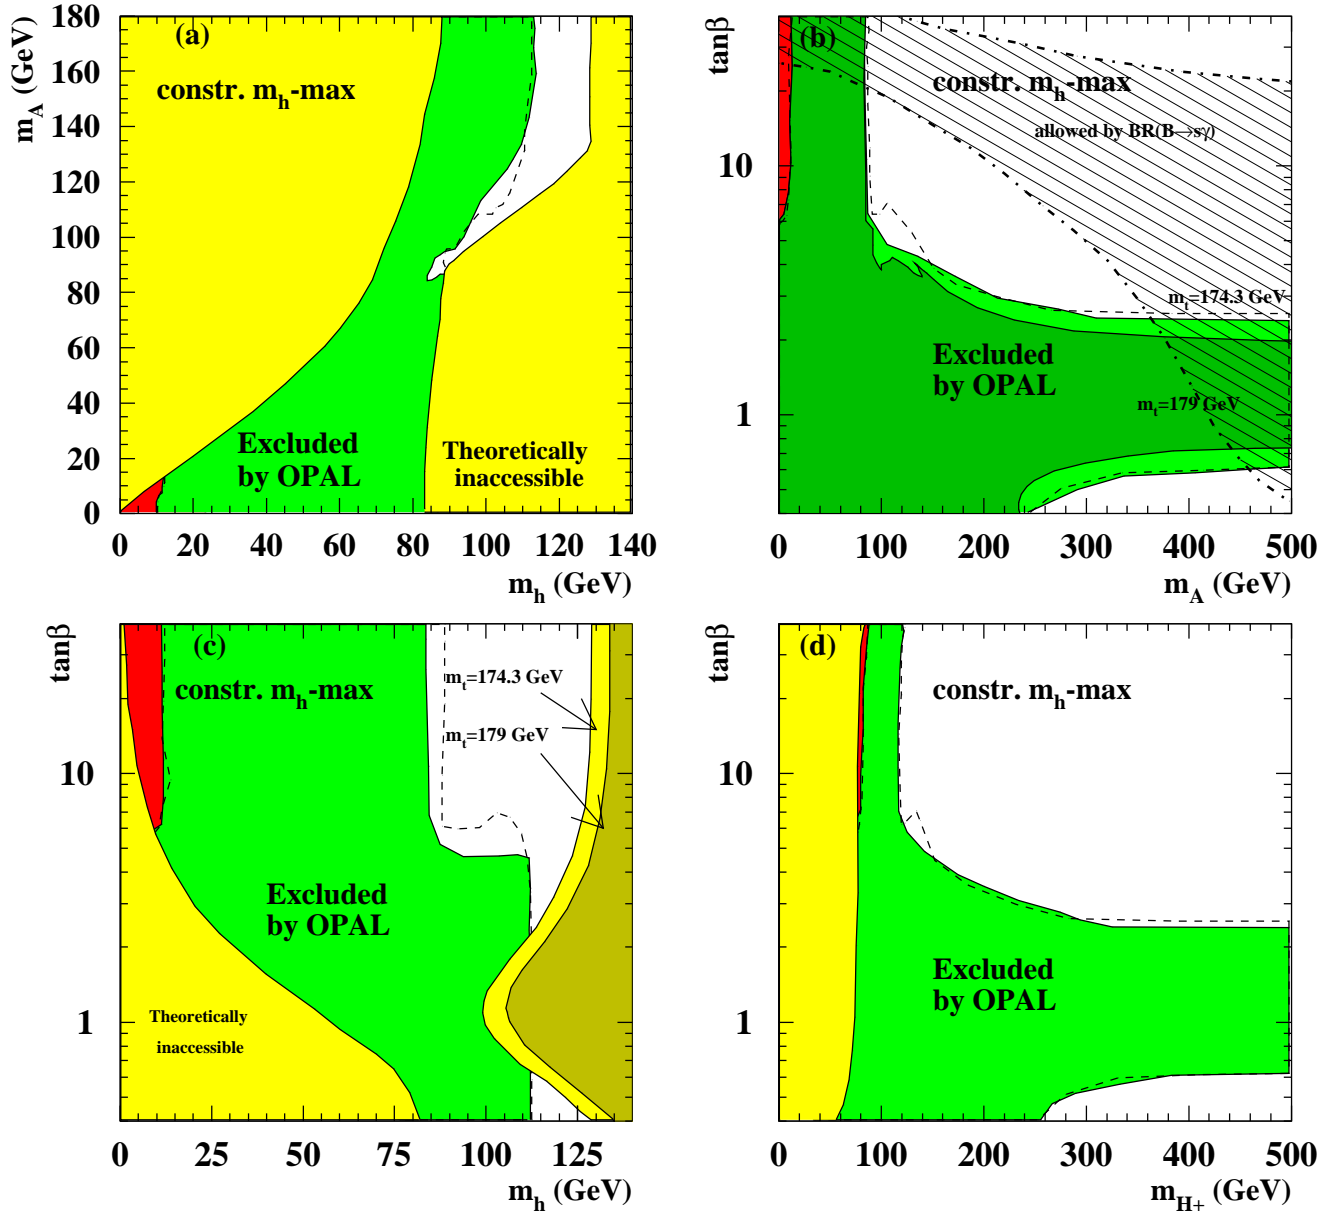 (a)
constr. m_h-max
Excluded
by OPAL
Theoretically
inaccessible
m_A (GeV)
180
160
140
120
100
80
60
40
20
0
0 20 40 60 80 100 120 140
m_h (GeV)
(b)
constr. m_h-max
allowed by BR(B→sγ)
m_t=174.3 GeV
Excluded
by OPAL
m_t=179 GeV
tanβ
10
1
0 100 200 300 400 500
m_A (GeV)
(c)
constr. m_h-max
m_t=174.3 GeV
m_t=179 GeV
Excluded
by OPAL
Theoretically
inaccessible
tanβ
10
1
0 25 50 75 100 125
m_h (GeV)
(d)
constr. m_h-max
Excluded
by OPAL
tanβ
10
1
0 100 200 300 400 500
m_H+ (GeV)